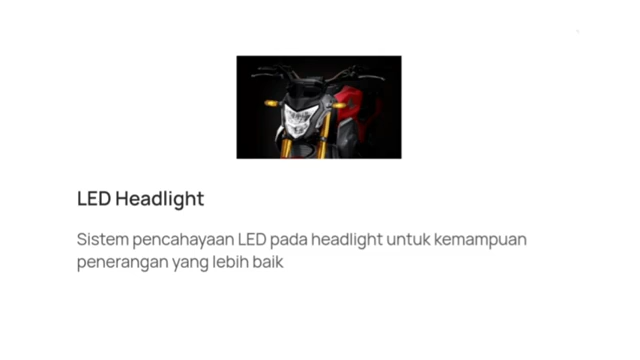 LED Headlight
Sistem pencahayaan LED pada headlight untuk kemampuan
penerangan yang lebih baik